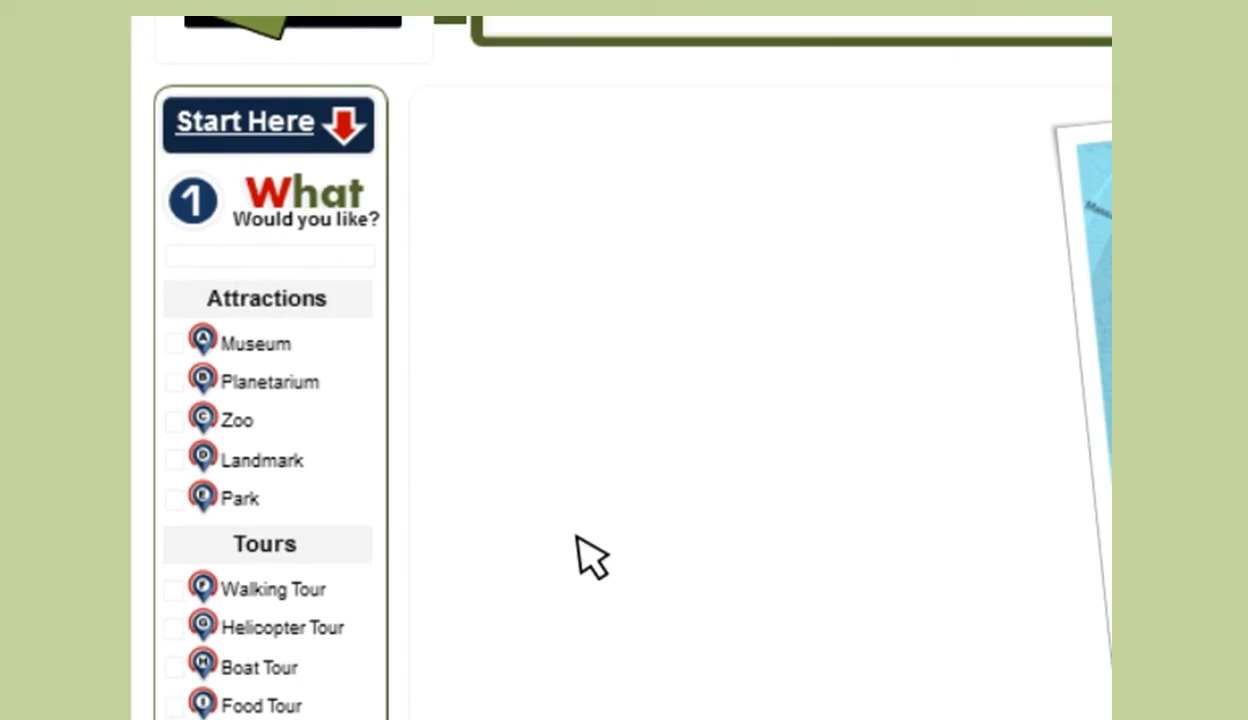 Start Here
1 What
Would you like?
Attractions
A Museum
B Planetarium
C Zoo
D Landmark
E Park
Tours
F Walking Tour
G Helicopter Tour
H Boat Tour
I Food Tour